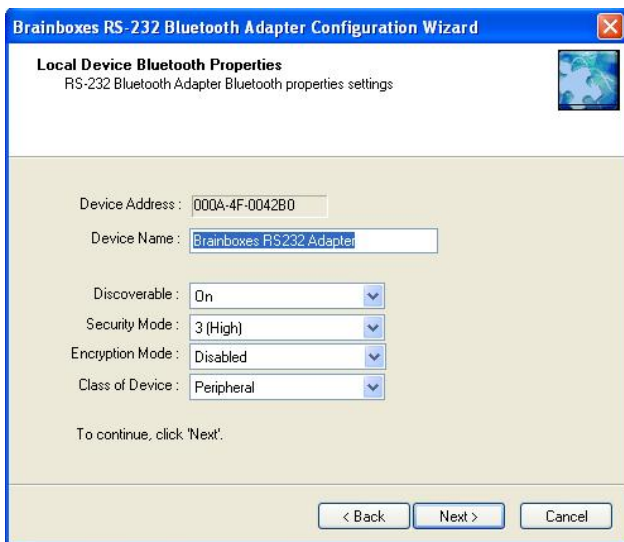 Brainboxes RS-232 Bluetooth Adapter Configuration Wizard
Local Device Bluetooth Properties
RS-232 Bluetooth Adapter Bluetooth properties settings
Device Address : 000A-4F-0042B0
Device Name : Brainboxes RS232 Adapter
Discoverable : On
Security Mode : 3 (High)
Encryption Mode : Disabled
Class of Device : Peripheral
To continue, click 'Next'.
< Back Next > Cancel